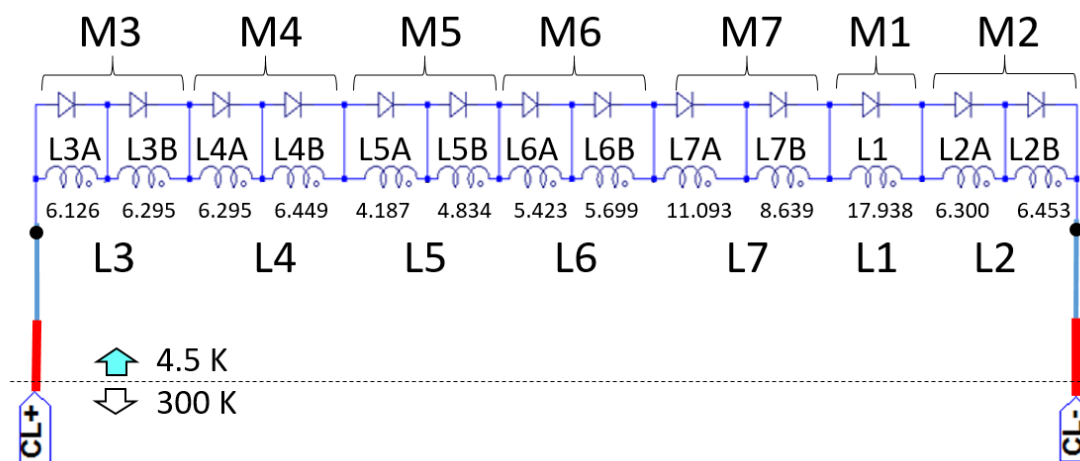 M3 M4 M5 M6 M7 M1 M2
L3A L3B L4A L4B L5A L5B L6A L6B L7A L7B L1 L2A L2B
6.126 6.295 6.295 6.449 4.187 4.834 5.423 5.699 11.093 8.639 17.938 6.300 6.453
L3 L4 L5 L6 L7 L1 L2
4.5 K
300 K
CL+ CL-